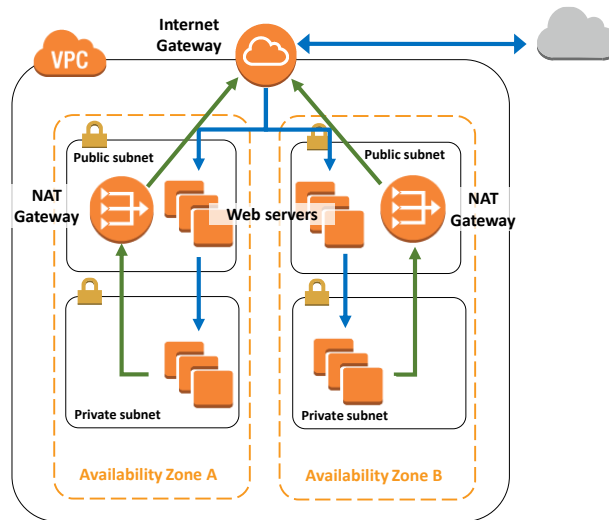 Internet
Gateway
VPC
Public subnet
Public subnet
NAT
Gateway
Web servers
NAT
Gateway
Private subnet
Private subnet
Availability Zone A
Availability Zone B